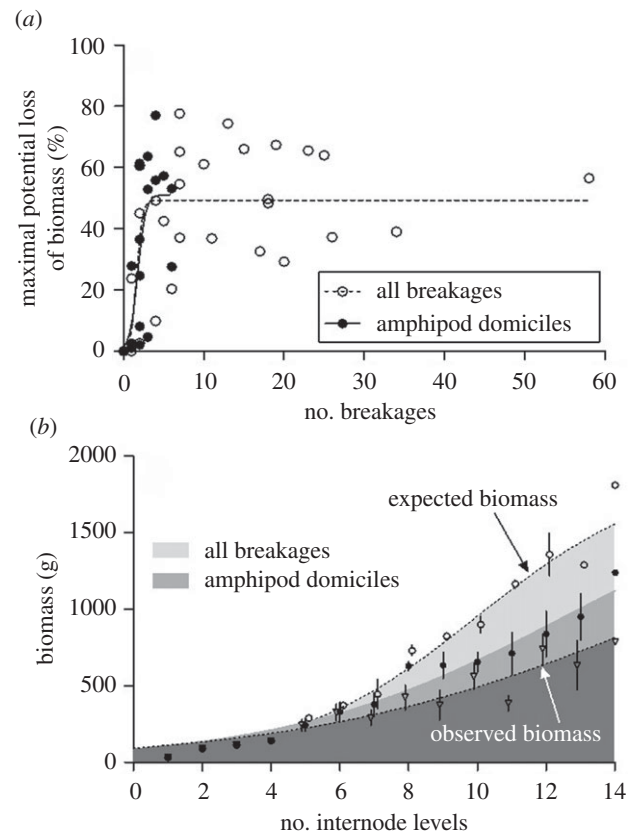 (a)
100
80
60
40
20
0
maximal potential loss
of biomass (%)
all breakages
amphipod domiciles
0 10 20 30 40 50 60
no. breakages
(b)
2000
1500
1000
500
0
biomass (g)
expected biomass
all breakages
amphipod domiciles
observed biomass
0 2 4 6 8 10 12 14
no. internode levels